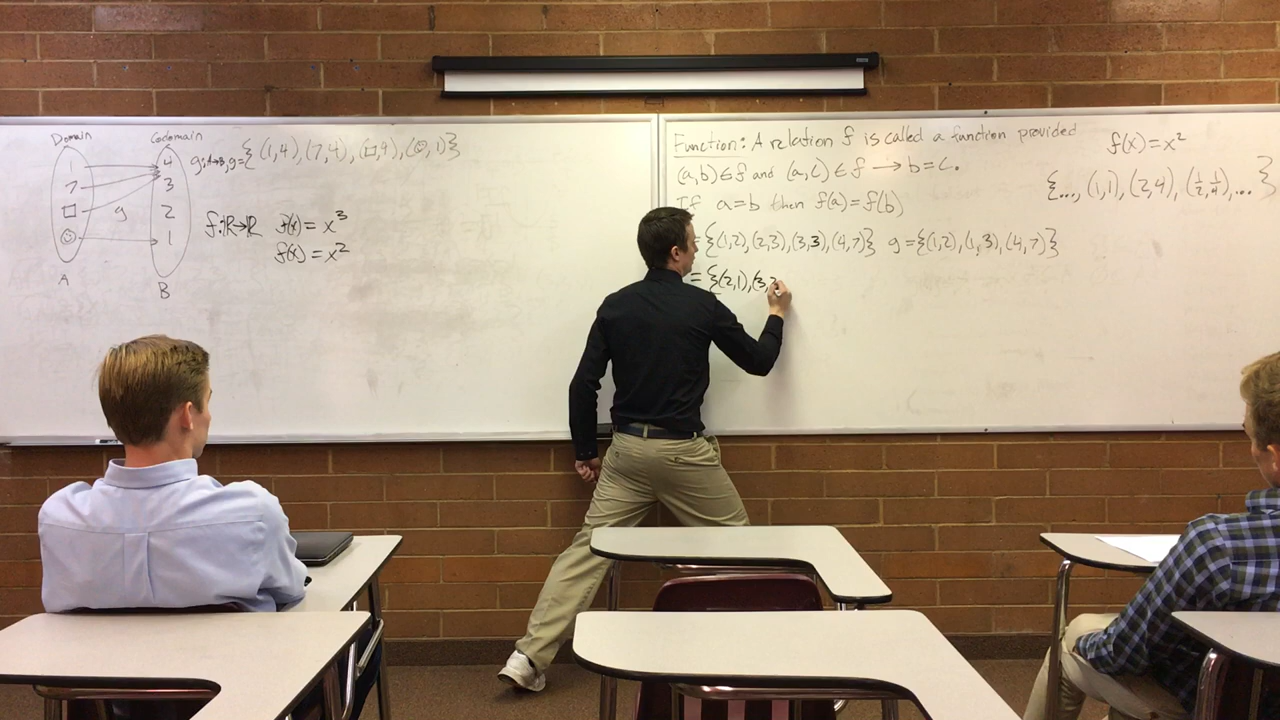 Domain Codomain
g:A→B, g={(1,4),(7,4),(□,4),(☺,1)}
1 4
7 3
□ g 2
☺ 1
A B
f:ℝ→ℝ f(x)=x³
f(x)=x²
Function: A relation f is called a function provided
(a,b)∈f and (a,c)∈f →b=c.
If a=b then f(a)=f(b)
={(1,2),(2,3),(3,3),(4,7)} g={(1,2),(1,3),(4,7)}
={(2,1),(3,
f(x)=x²
{..., (1,1), (2,4), (½,¼),...}